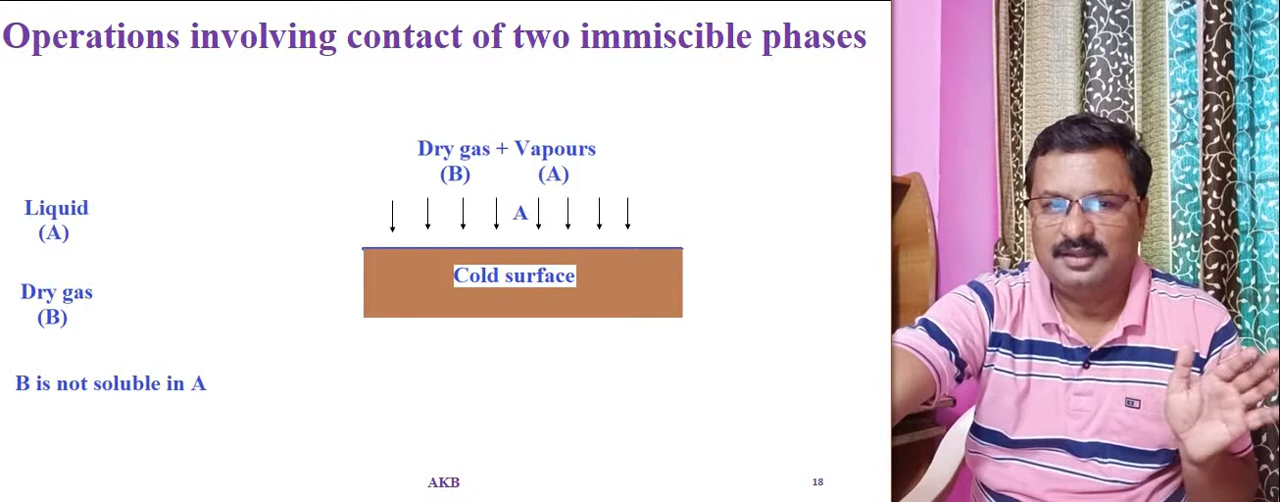 Operations involving contact of two immiscible phases
Dry gas + Vapours
(B) (A)
Liquid
(A)
A
Cold surface
Dry gas
(B)
B is not soluble in A
AKB
18